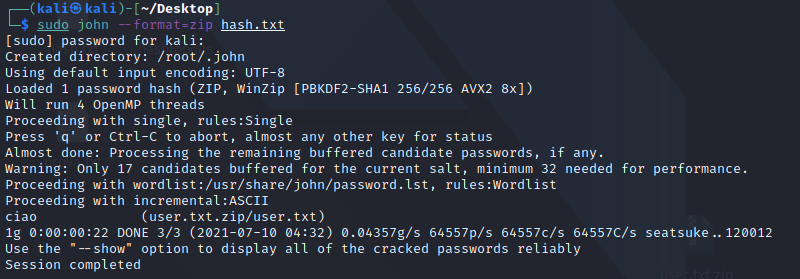 ┌──(kali㉿kali)-[~/Desktop]
└─$ sudo john --format=zip hash.txt
[sudo] password for kali:
Created directory: /root/.john
Using default input encoding: UTF-8
Loaded 1 password hash (ZIP, WinZip [PBKDF2-SHA1 256/256 AVX2 8x])
Will run 4 OpenMP threads
Proceeding with single, rules:Single
Press 'q' or Ctrl-C to abort, almost any other key for status
Almost done: Processing the remaining buffered candidate passwords, if any.
Warning: Only 17 candidates buffered for the current salt, minimum 32 needed for performance.
Proceeding with wordlist:/usr/share/john/password.lst, rules:Wordlist
Proceeding with incremental:ASCII
ciao             (user.txt.zip/user.txt)
1g 0:00:00:22 DONE 3/3 (2021-07-10 04:32) 0.04357g/s 64557p/s 64557c/s 64557C/s seatsuke..120012
Use the "--show" option to display all of the cracked passwords reliably
Session completed
user.txt.zip